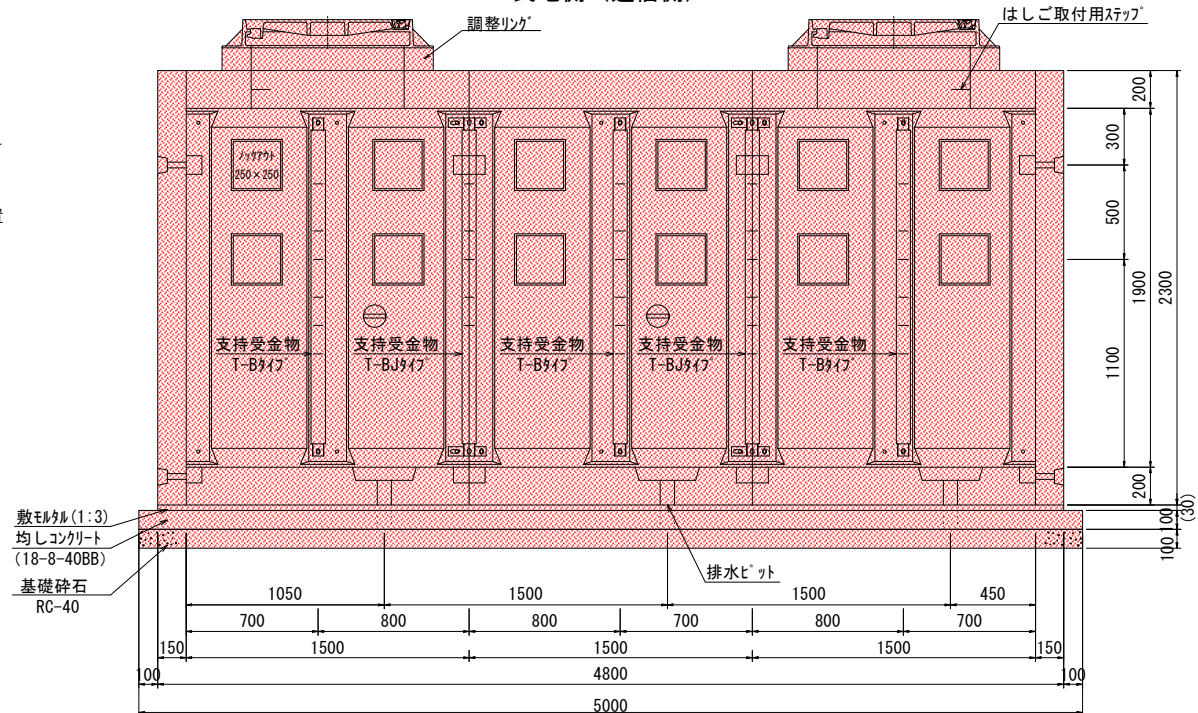 調整ﾘﾝｸﾞ
はしご取付用ｽﾃｯﾌﾟ
200
300
500
1100
1900
2300
200
ﾉｯｸｱｳﾄ
250×250
支持受金物
T-Bﾀｲﾌﾟ
支持受金物
T-BJﾀｲﾌﾟ
支持受金物
T-Bﾀｲﾌﾟ
支持受金物
T-BJﾀｲﾌﾟ
支持受金物
T-Bﾀｲﾌﾟ
敷ﾓﾙﾀﾙ(1:3)
均しｺﾝｸﾘｰﾄ
(18-8-40BB)
基礎砕石
RC-40
排水ﾋﾟｯﾄ
100
100
(30)
1050
1500
1500
450
700
800
800
700
800
700
150
1500
1500
1500
150
100
4800
100
5000